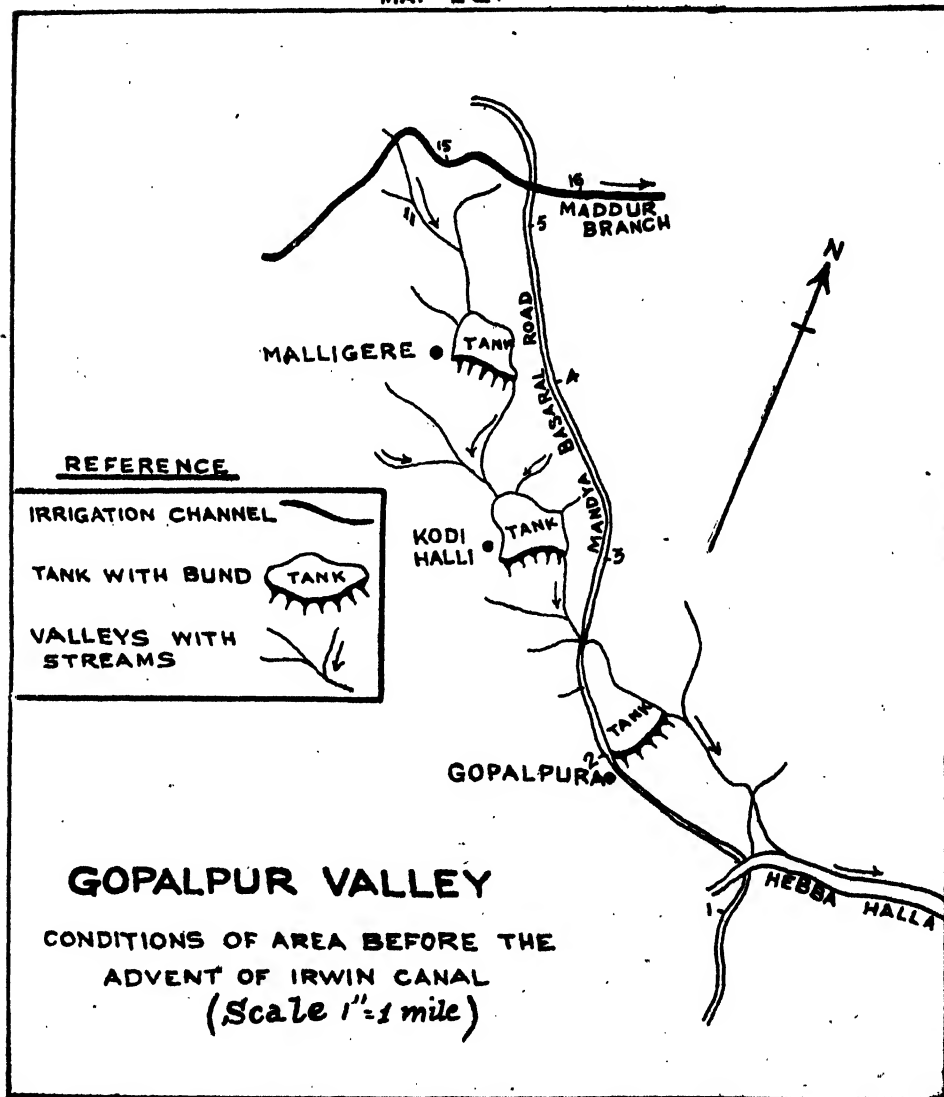 15
16
MADDUR
BRANCH
N
5
ROAD
TANK
MALLIGERE
4
BASARAL
REFERENCE
IRRIGATION CHANNEL
TANK
KODI
HALLI
MANDYA
3
TANK WITH BUND
TANK
VALLEYS WITH
STREAMS
TANK
2
GOPALPURA
GOPALPUR VALLEY
HEBBA HALLA
1
CONDITIONS OF AREA BEFORE THE
ADVENT OF IRWIN CANAL
(Scale 1"=1 mile)